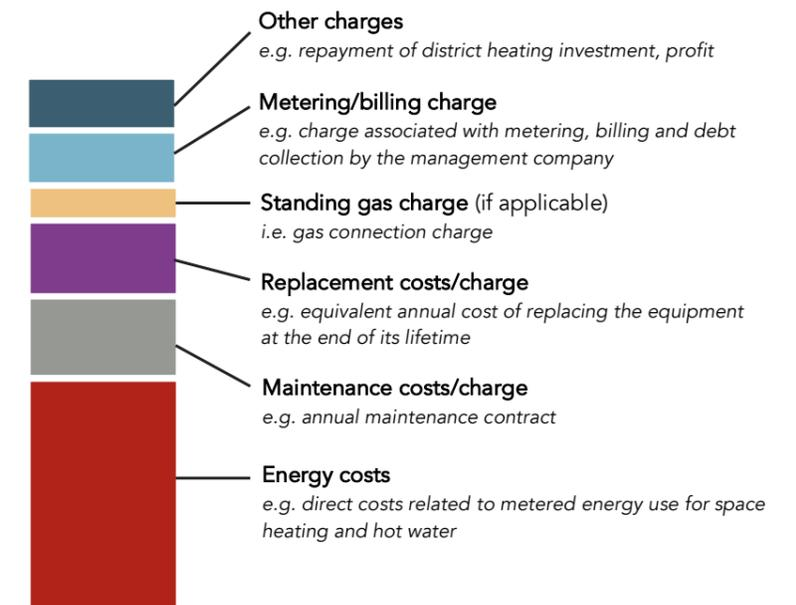 Other charges
e.g. repayment of district heating investment, profit
Metering/billing charge
e.g. charge associated with metering, billing and debt
collection by the management company
Standing gas charge (if applicable)
i.e. gas connection charge
Replacement costs/charge
e.g. equivalent annual cost of replacing the equipment
at the end of its lifetime
Maintenance costs/charge
e.g. annual maintenance contract
Energy costs
e.g. direct costs related to metered energy use for space
heating and hot water